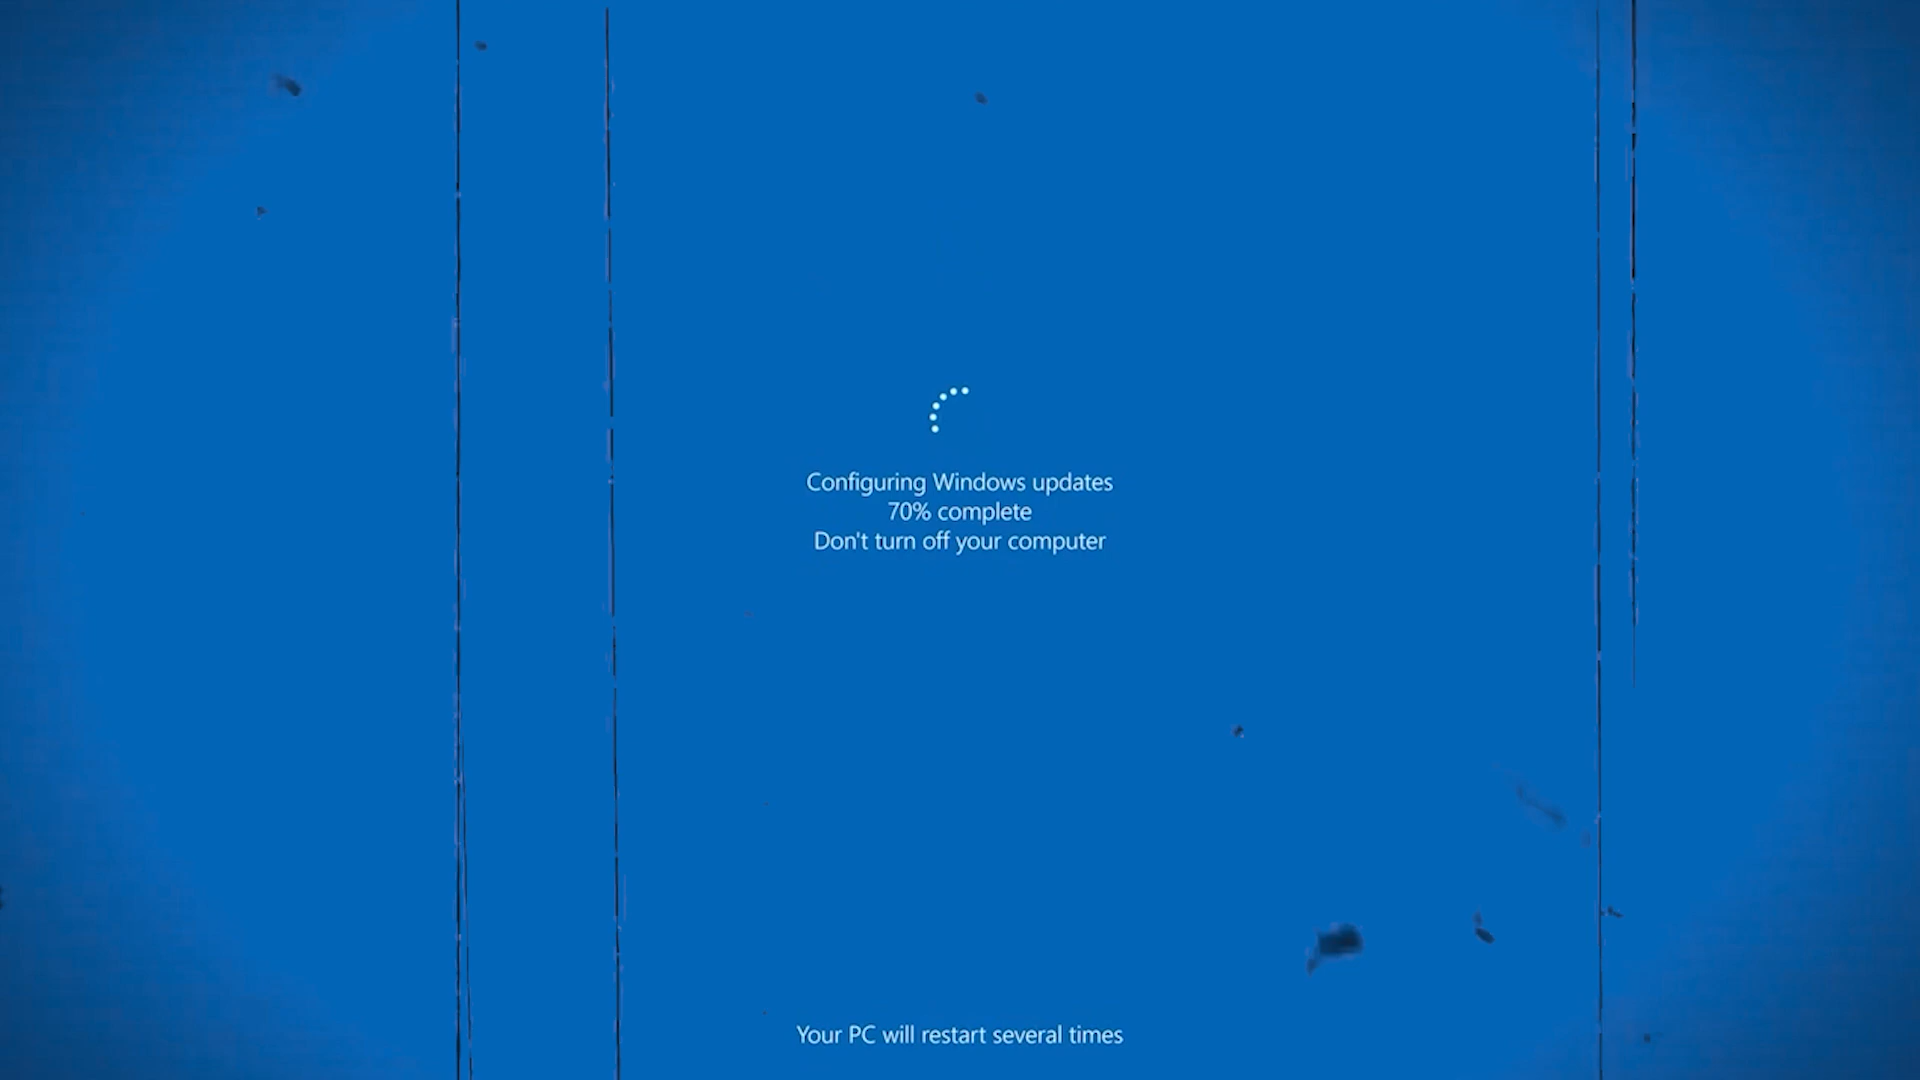 Configuring Windows updates
70% complete
Don't turn off your computer
Your PC will restart several times